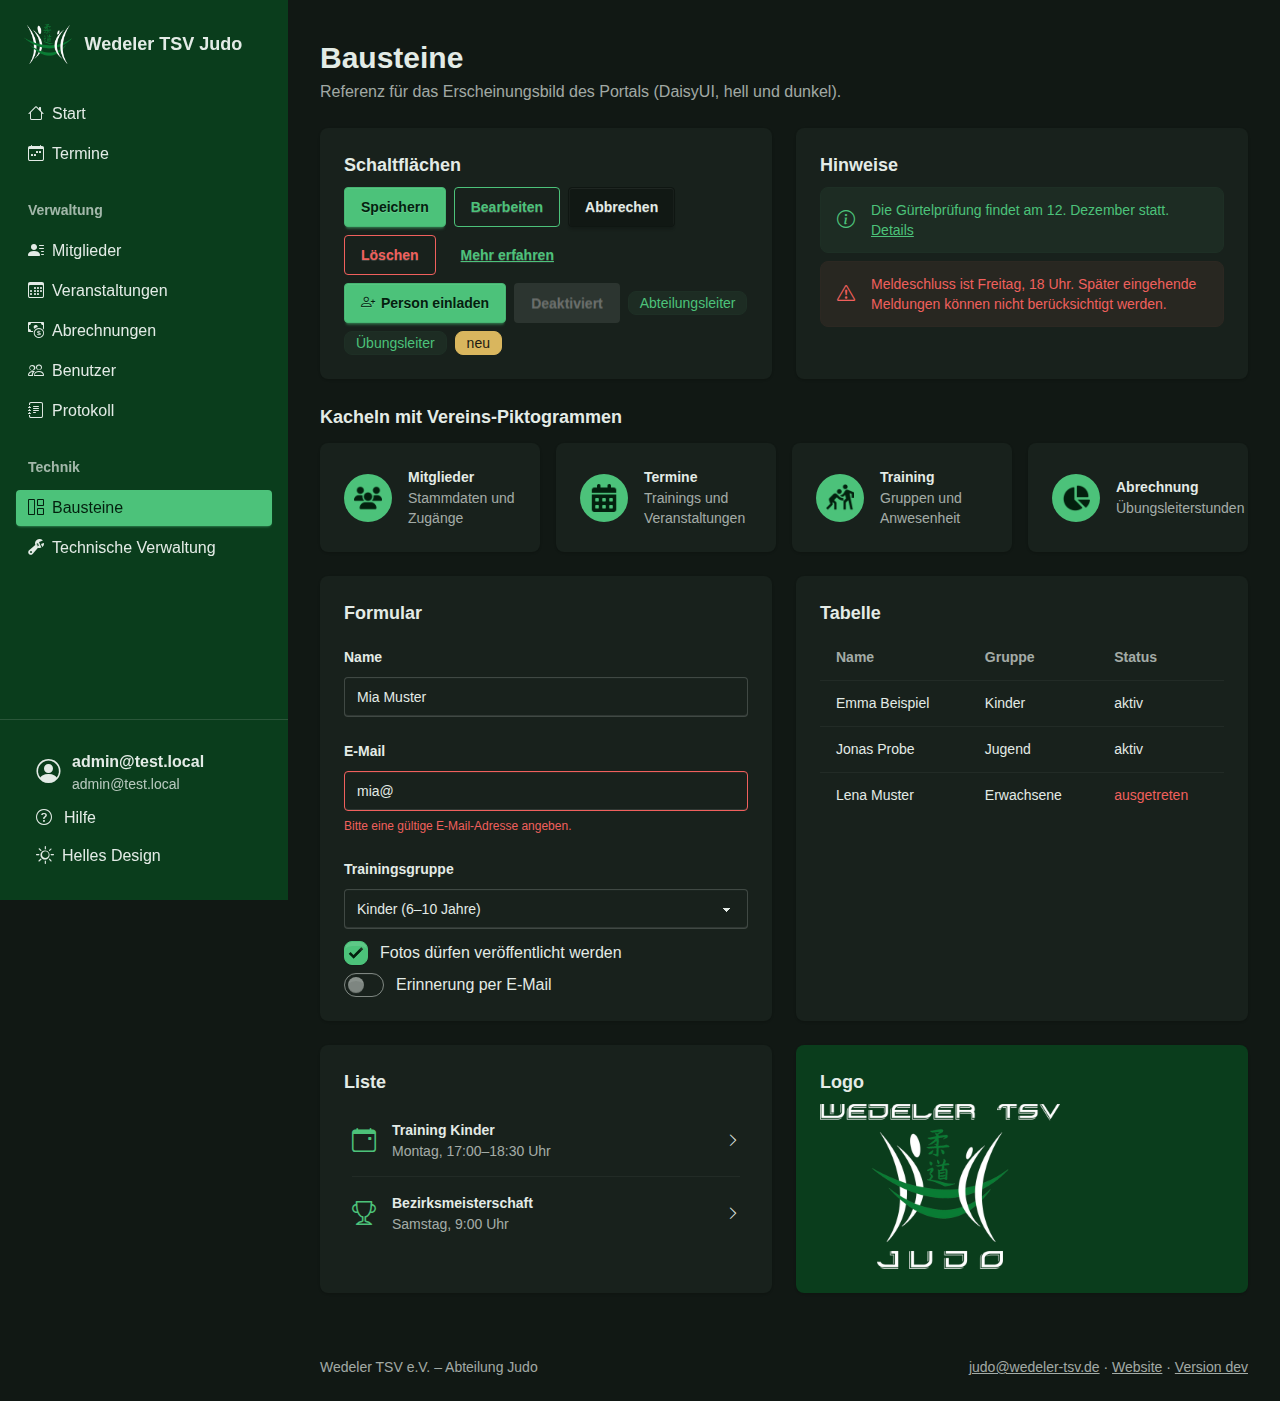 Wedeler TSV Judo
Start
Termine
Verwaltung
Mitglieder
Veranstaltungen
Abrechnungen
Benutzer
Protokoll
Technik
Bausteine
Technische Verwaltung
admin@test.local
admin@test.local
Hilfe
Helles Design
Bausteine
Referenz für das Erscheinungsbild des Portals (DaisyUI, hell und dunkel).
Schaltflächen
Speichern
Bearbeiten
Abbrechen
Löschen
Mehr erfahren
Person einladen
Deaktiviert
Abteilungsleiter
Übungsleiter
neu
Hinweise
Die Gürtelprüfung findet am 12. Dezember statt.
Details
Meldeschluss ist Freitag, 18 Uhr. Später eingehende
Meldungen können nicht berücksichtigt werden.
Kacheln mit Vereins-Piktogrammen
Mitglieder
Stammdaten und
Zugänge
Termine
Trainings und
Veranstaltungen
Training
Gruppen und
Anwesenheit
Abrechnung
Übungsleiterstunden
Formular
Name
Mia Muster
E-Mail
mia@
Bitte eine gültige E-Mail-Adresse angeben.
Trainingsgruppe
Kinder (6–10 Jahre)
Fotos dürfen veröffentlicht werden
Erinnerung per E-Mail
Tabelle
Name Gruppe Status
Emma Beispiel Kinder aktiv
Jonas Probe Jugend aktiv
Lena Muster Erwachsene ausgetreten
Liste
Training Kinder
Montag, 17:00–18:30 Uhr
Bezirksmeisterschaft
Samstag, 9:00 Uhr
Logo
WEDELER TSV
柔
道
JUDO
Wedeler TSV e.V. – Abteilung Judo
judo@wedeler-tsv.de · Website · Version dev